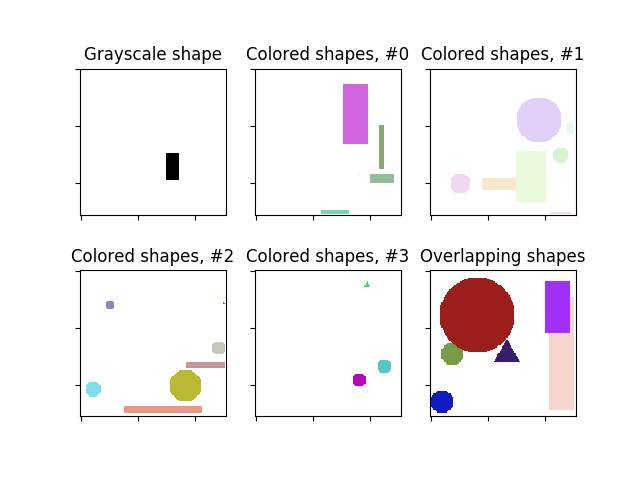 Grayscale shape
Colored shapes, #0
Colored shapes, #1
Colored shapes, #2
Colored shapes, #3
Overlapping shapes